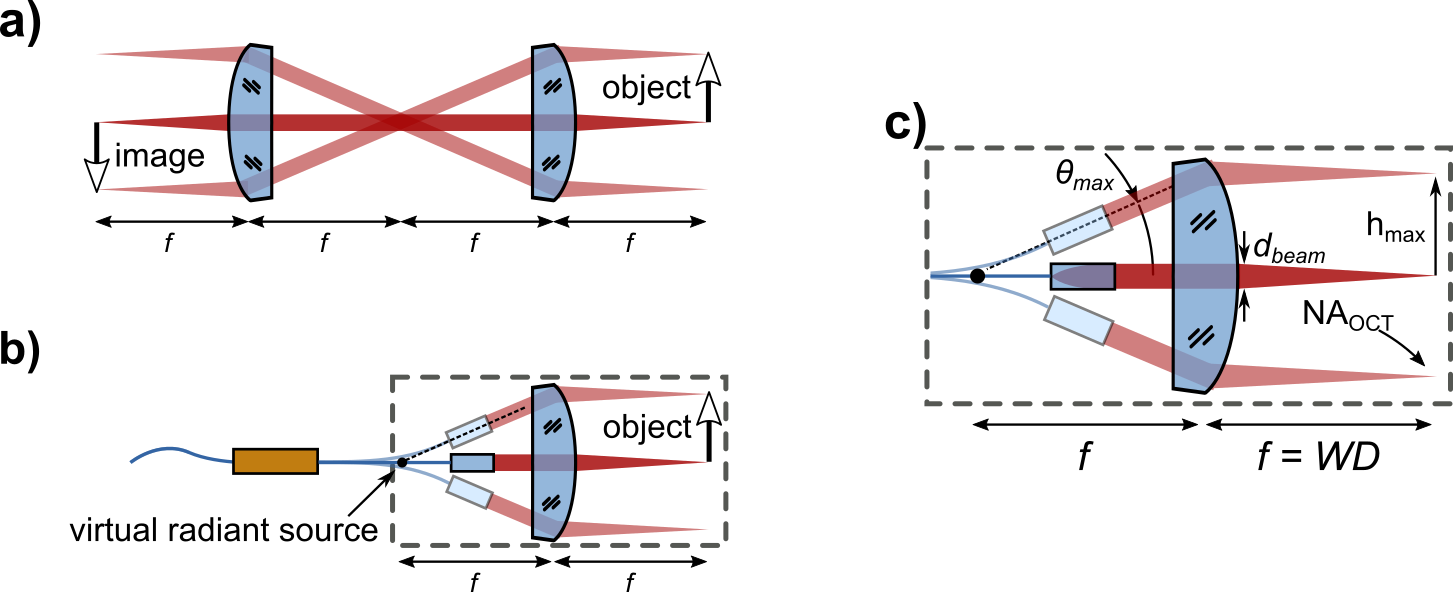 a)
object
image
f
f
f
f
b)
object
virtual radiant source
f
f
c)
θmax
hmax
dbeam
NAOCT
f
f = WD